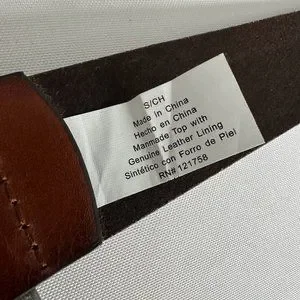 S/CH
Made in China
Hecho en China
Manmade Top with
Genuine Leather Lining
Sintético con Forro de Piel
RN# 121758